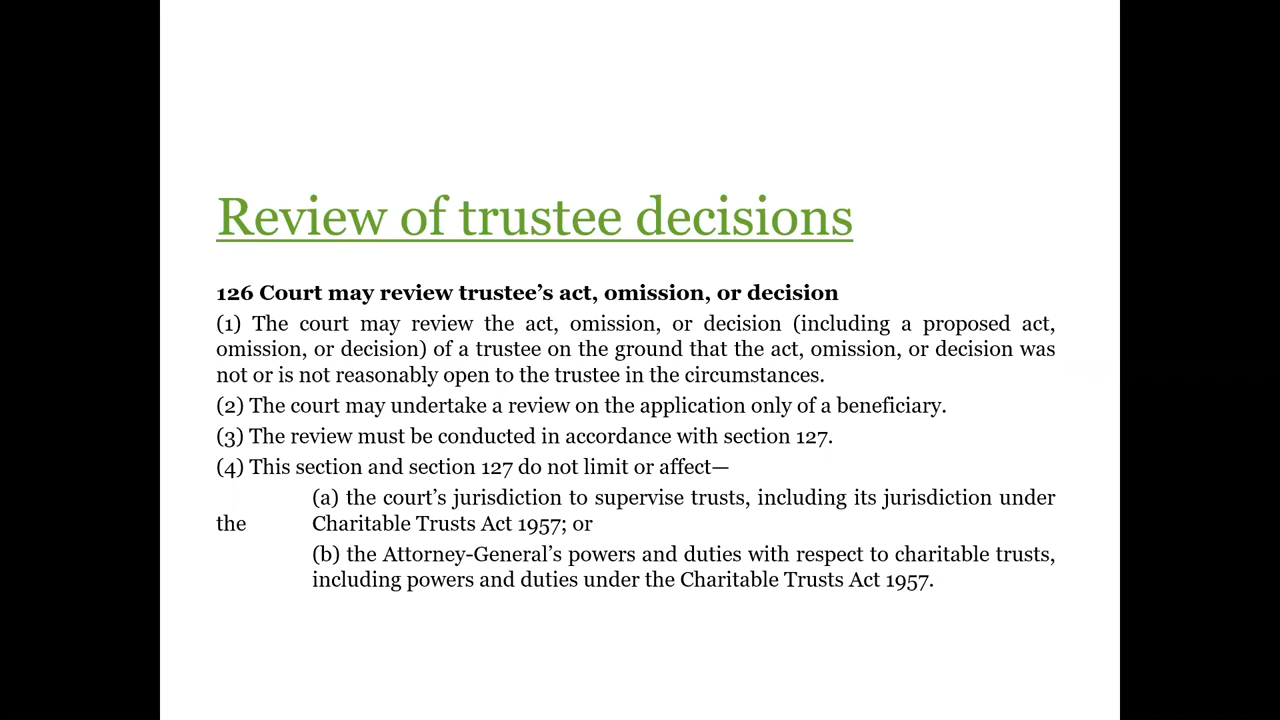 Review of trustee decisions
126 Court may review trustee’s act, omission, or decision
(1) The court may review the act, omission, or decision (including a proposed act,
omission, or decision) of a trustee on the ground that the act, omission, or decision was
not or is not reasonably open to the trustee in the circumstances.
(2) The court may undertake a review on the application only of a beneficiary.
(3) The review must be conducted in accordance with section 127.
(4) This section and section 127 do not limit or affect—
(a) the court’s jurisdiction to supervise trusts, including its jurisdiction under
the Charitable Trusts Act 1957; or
(b) the Attorney-General’s powers and duties with respect to charitable trusts,
including powers and duties under the Charitable Trusts Act 1957.